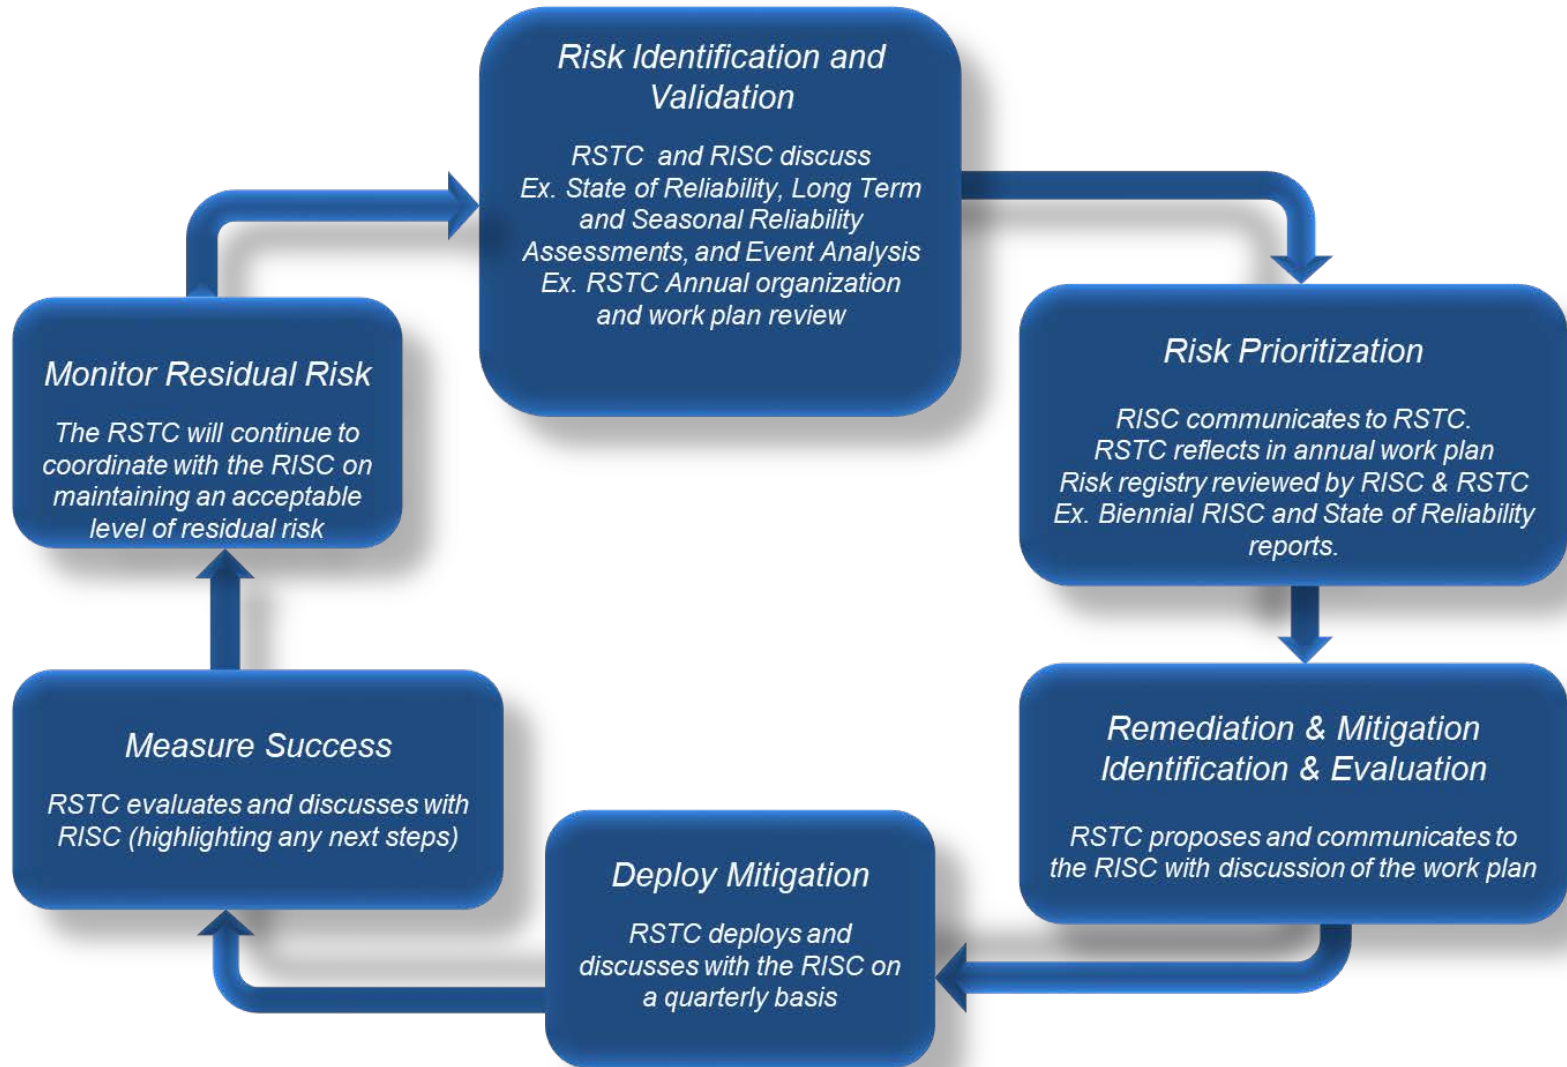 Risk Identification and
Validation
RSTC and RISC discuss
Ex. State of Reliability, Long Term
and Seasonal Reliability
Assessments, and Event Analysis
Ex. RSTC Annual organization
and work plan review
Risk Prioritization
RISC communicates to RSTC.
RSTC reflects in annual work plan
Risk registry reviewed by RISC & RSTC
Ex. Biennial RISC and State of Reliability
reports.
Remediation & Mitigation
Identification & Evaluation
RSTC proposes and communicates to
the RISC with discussion of the work plan
Deploy Mitigation
RSTC deploys and
discusses with the RISC on
a quarterly basis
Measure Success
RSTC evaluates and discusses with
RISC (highlighting any next steps)
Monitor Residual Risk
The RSTC will continue to
coordinate with the RISC on
maintaining an acceptable
level of residual risk